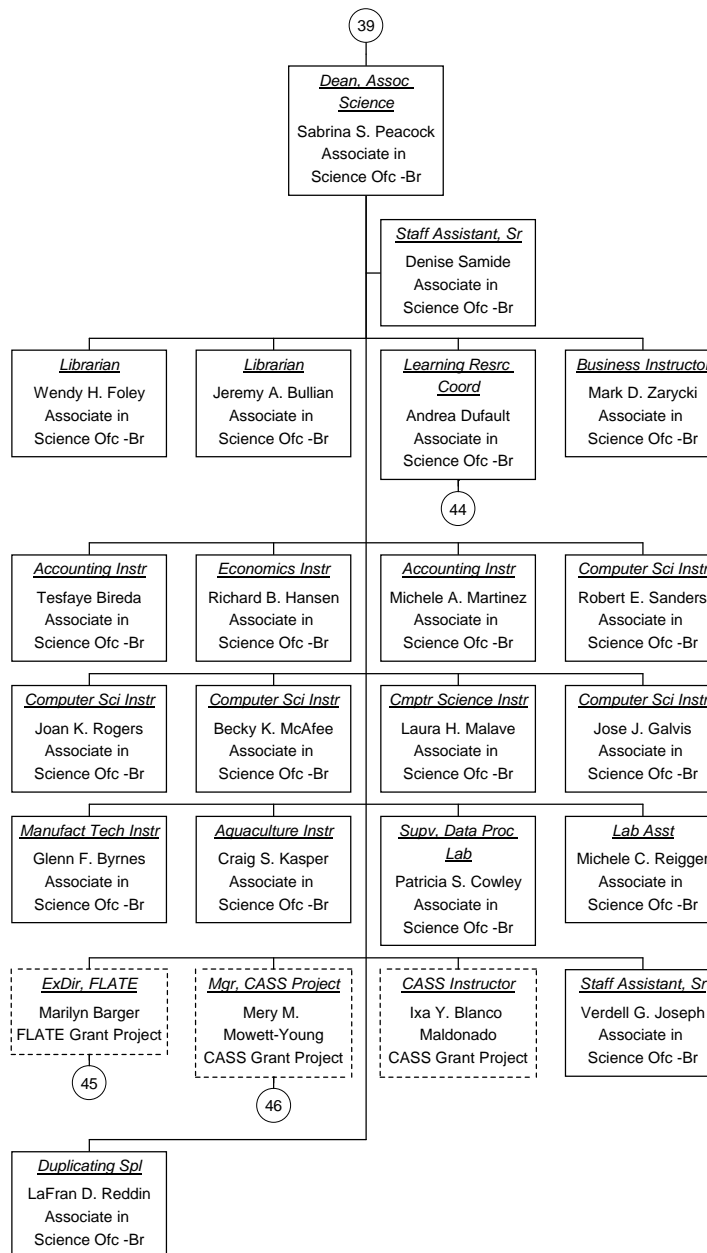 39
Dean, Assoc
Science
Sabrina S. Peacock
Associate in
Science Ofc -Br
Staff Assistant, Sr
Denise Samide
Associate in
Science Ofc -Br
Librarian
Wendy H. Foley
Associate in
Science Ofc -Br
Librarian
Jeremy A. Bullian
Associate in
Science Ofc -Br
Learning Resrc
Coord
Andrea Dufault
Associate in
Science Ofc -Br
44
Business Instructor
Mark D. Zarycki
Associate in
Science Ofc -Br
Accounting Instr
Tesfaye Bireda
Associate in
Science Ofc -Br
Economics Instr
Richard B. Hansen
Associate in
Science Ofc -Br
Accounting Instr
Michele A. Martinez
Associate in
Science Ofc -Br
Computer Sci Instr
Robert E. Sanders
Associate in
Science Ofc -Br
Computer Sci Instr
Joan K. Rogers
Associate in
Science Ofc -Br
Computer Sci Instr
Becky K. McAfee
Associate in
Science Ofc -Br
Cmptr Science Instr
Laura H. Malave
Associate in
Science Ofc -Br
Computer Sci Instr
Jose J. Galvis
Associate in
Science Ofc -Br
Manufact Tech Instr
Glenn F. Byrnes
Associate in
Science Ofc -Br
Aquaculture Instr
Craig S. Kasper
Associate in
Science Ofc -Br
Supv, Data Proc
Lab
Patricia S. Cowley
Associate in
Science Ofc -Br
Lab Asst
Michele C. Reigger
Associate in
Science Ofc -Br
ExDir, FLATE
Marilyn Barger
FLATE Grant Project
45
Mgr, CASS Project
Mery M.
Mowett-Young
CASS Grant Project
46
CASS Instructor
Ixa Y. Blanco
Maldonado
CASS Grant Project
Staff Assistant, Sr
Verdell G. Joseph
Associate in
Science Ofc -Br
Duplicating Spl
LaFran D. Reddin
Associate in
Science Ofc -Br